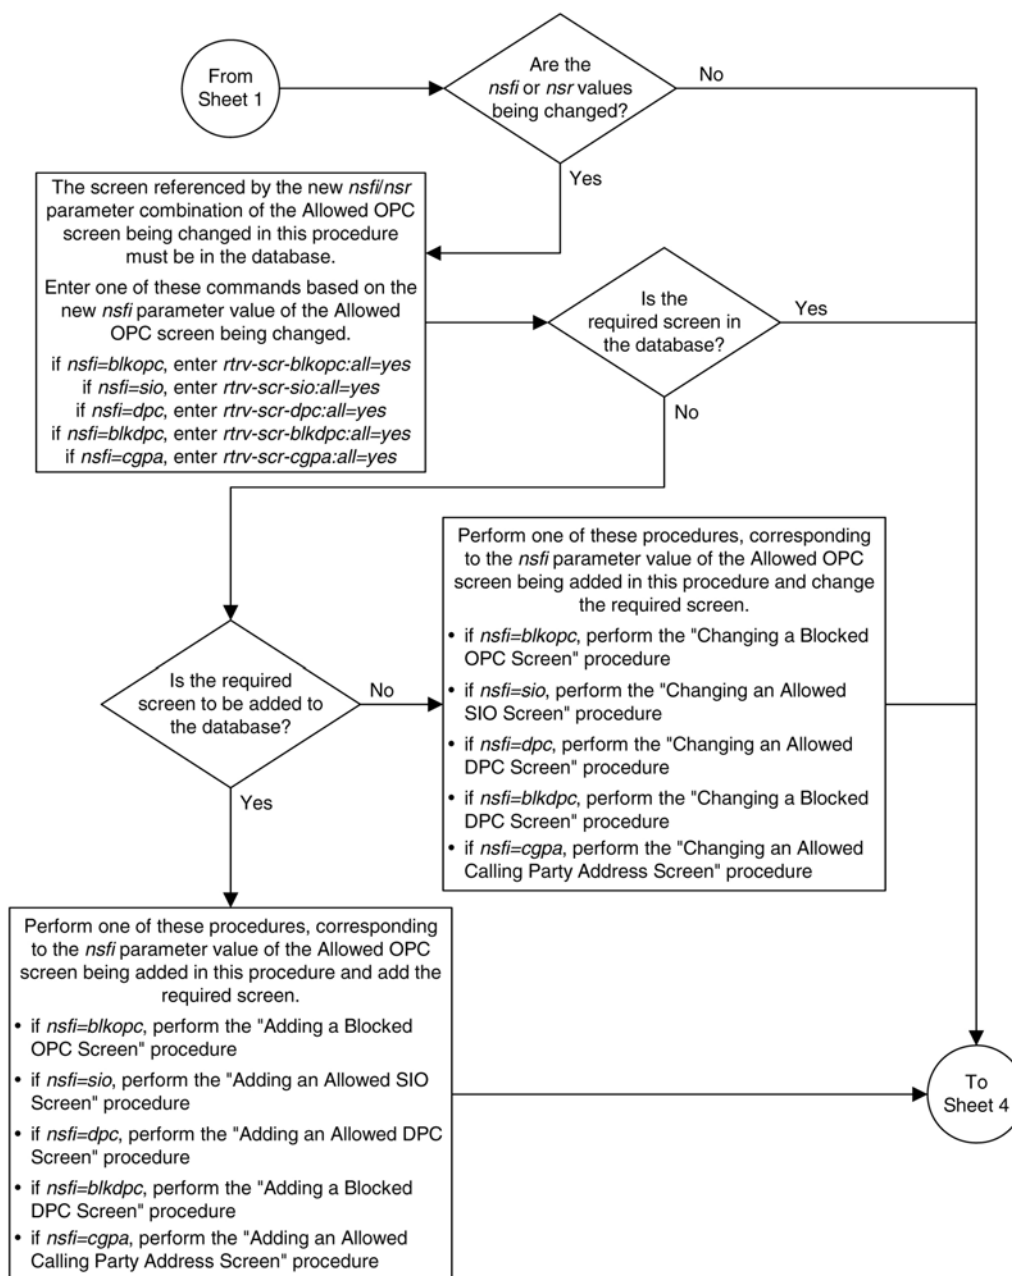 From
Sheet 1
Are the
nsfi or nsr values
being changed?
No
Yes
The screen referenced by the new nsfi/nsr
parameter combination of the Allowed OPC
screen being changed in this procedure
must be in the database.
Enter one of these commands based on the
new nsfi parameter value of the Allowed
OPC screen being changed.
if nsfi=blkopc, enter rtrv-scr-blkopc:all=yes
if nsfi=sio, enter rtrv-scr-sio:all=yes
if nsfi=dpc, enter rtrv-scr-dpc:all=yes
if nsfi=blkdpc, enter rtrv-scr-blkdpc:all=yes
if nsfi=cgpa, enter rtrv-scr-cgpa:all=yes
Is the
required screen in
the database?
Yes
No
Is the required
screen to be added to
the database?
No
Yes
Perform one of these procedures, corresponding
to the nsfi parameter value of the Allowed OPC
screen being added in this procedure and change
the required screen.
• if nsfi=blkopc, perform the "Changing a Blocked
OPC Screen" procedure
• if nsfi=sio, perform the "Changing an Allowed
SIO Screen" procedure
• if nsfi=dpc, perform the "Changing an Allowed
DPC Screen" procedure
• if nsfi=blkdpc, perform the "Changing a Blocked
DPC Screen" procedure
• if nsfi=cgpa, perform the "Changing an Allowed
Calling Party Address Screen" procedure
Perform one of these procedures, corresponding
to the nsfi parameter value of the Allowed OPC
screen being added in this procedure and add the
required screen.
• if nsfi=blkopc, perform the "Adding a Blocked
OPC Screen" procedure
• if nsfi=sio, perform the "Adding an Allowed SIO
Screen" procedure
• if nsfi=dpc, perform the "Adding an Allowed DPC
Screen" procedure
• if nsfi=blkdpc, perform the "Adding a Blocked
DPC Screen" procedure
• if nsfi=cgpa, perform the "Adding an Allowed
Calling Party Address Screen" procedure
To
Sheet 4